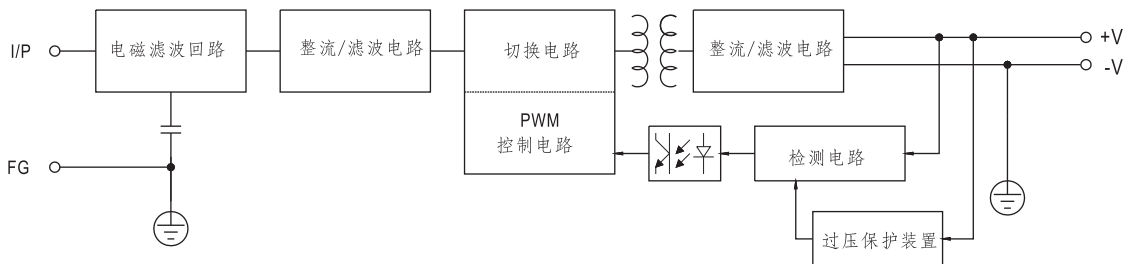 I/P
电磁滤波回路
整流/滤波电路
切换电路
整流/滤波电路
+V
-V
PWM
控制电路
检测电路
FG
过压保护装置